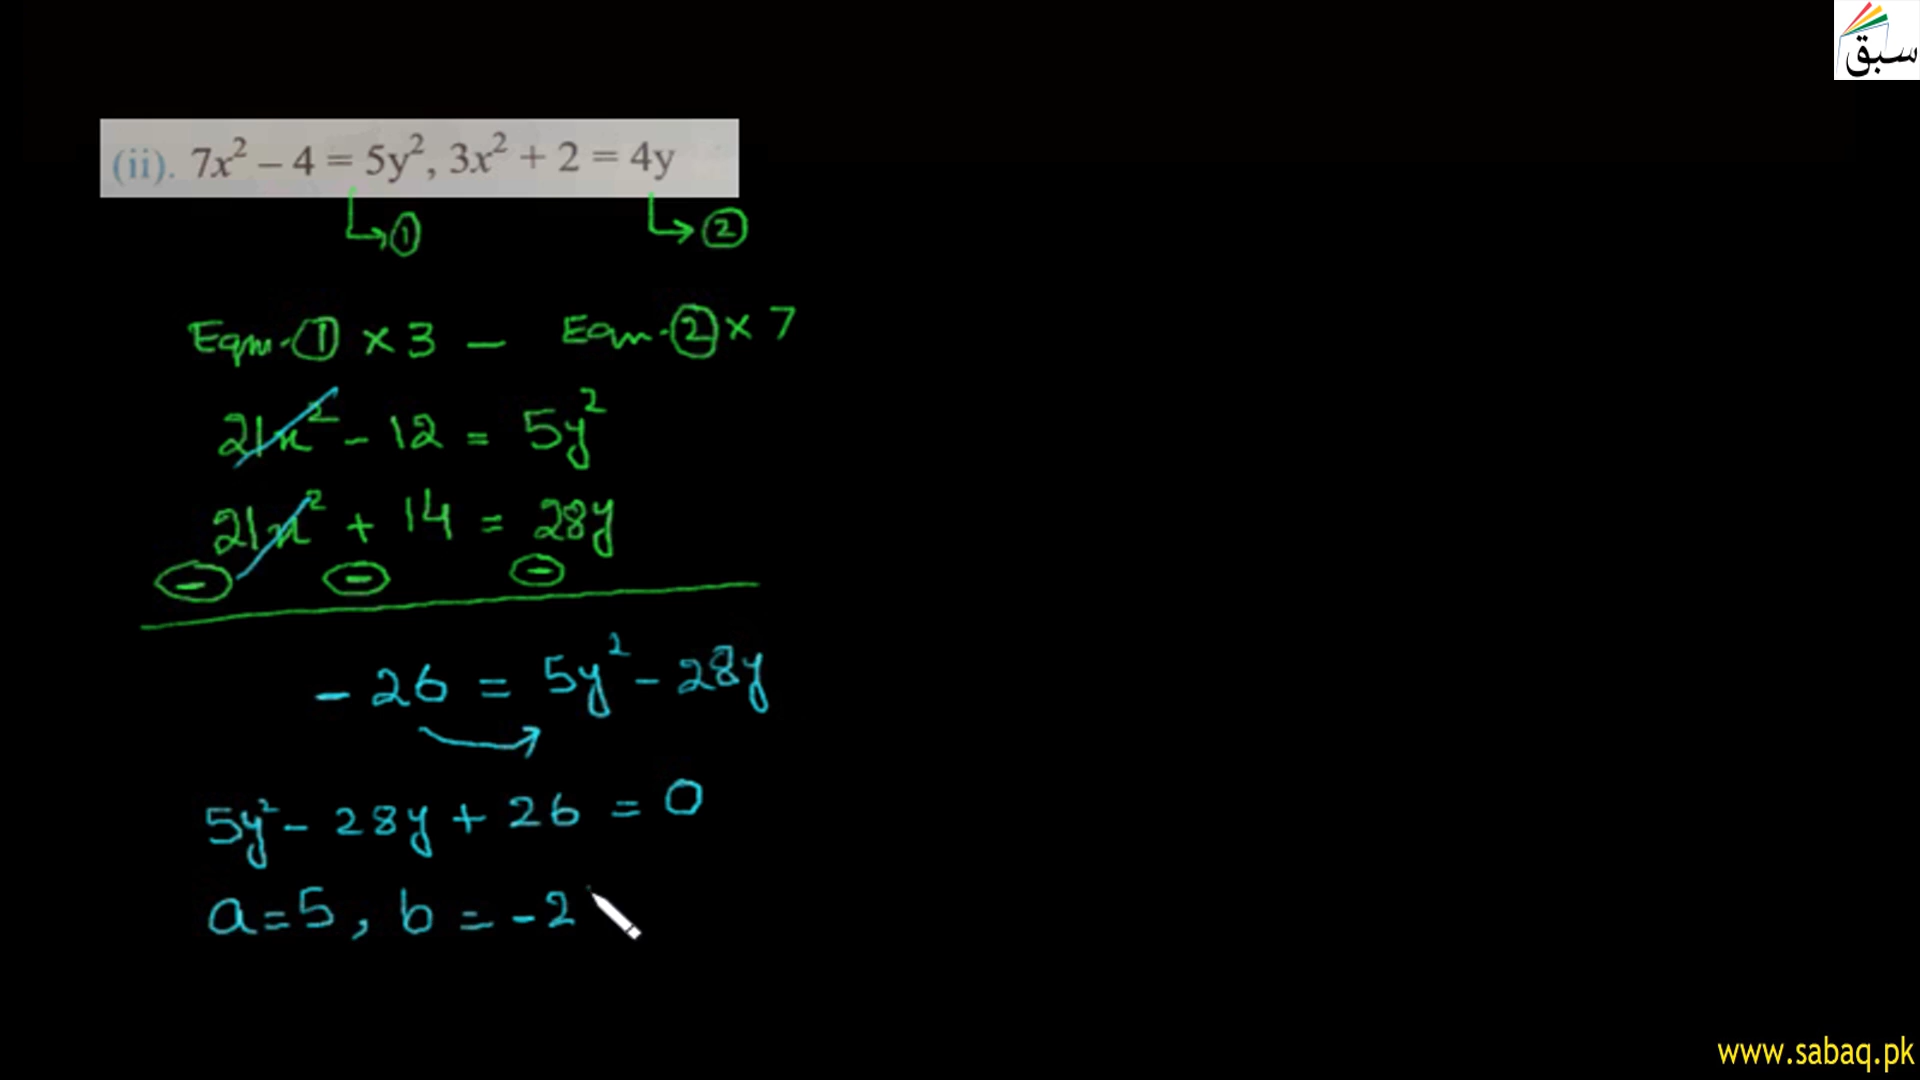 سبق
(ii). 7x² – 4 = 5y², 3x² + 2 = 4y
① ②
Eqn.① × 3 – Eqn.② × 7
21x² - 12 = 5y²
21x² + 14 = 28y
- - -
- 26 = 5y² - 28y
5y² - 28y + 26 = 0
a = 5 , b = - 2
www.sabaq.pk